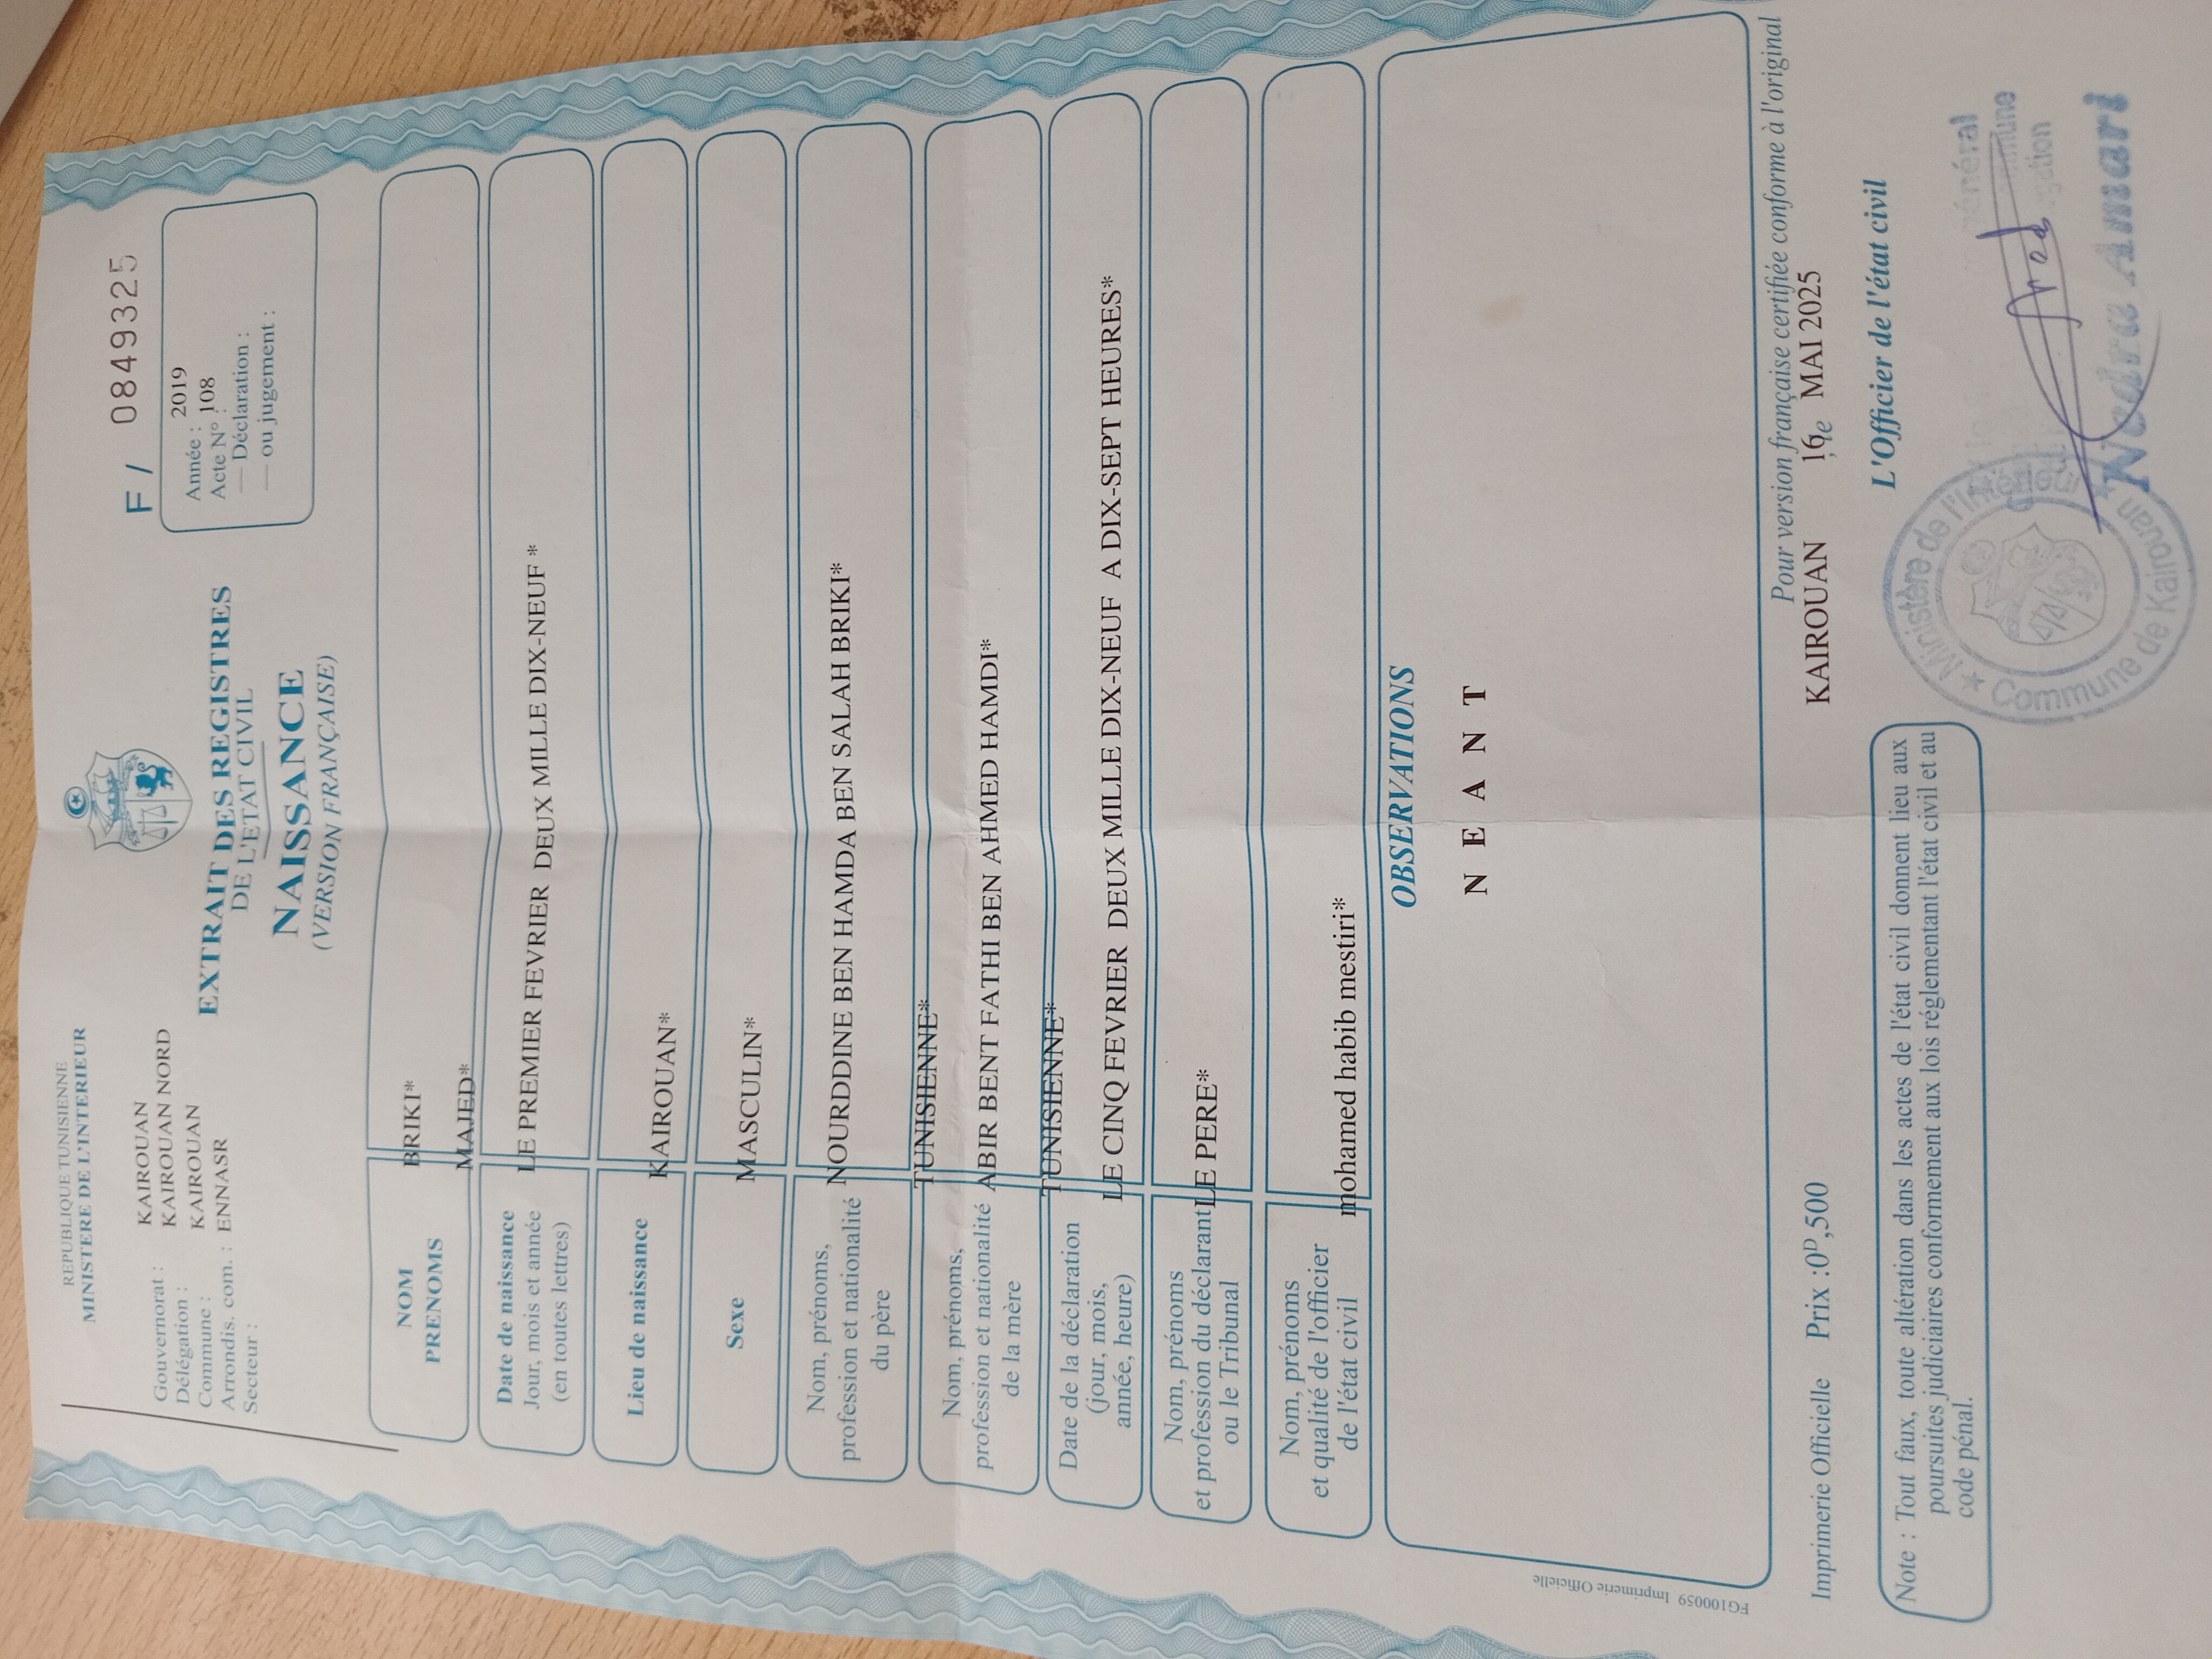 REPUBLIQUE TUNISIENNE
MINISTERE DE L'INTERIEUR
Gouvernorat : KAIROUAN
Délégation : KAIROUAN NORD
Commune : KAIROUAN
Arrondis. com. : ENNASR
Secteur :
F / 0849325
Année : 2019
Acte N° : 108
— Déclaration :
— ou jugement :
EXTRAIT DES REGISTRES
DE L'ETAT CIVIL
NAISSANCE
(VERSION FRANÇAISE)
NOM BRIKI*
PRENOMS MAJED*
Date de naissance
Jour, mois et année
(en toutes lettres)
LE PREMIER FEVRIER DEUX MILLE DIX-NEUF *
Lieu de naissance KAIROUAN*
Sexe MASCULIN*
Nom, prénoms,
profession et nationalité
du père
NOURDDINE BEN HAMDA BEN SALAH BRIKI*
TUNISIENNE*
Nom, prénoms,
profession et nationalité
de la mère
ABIR BENT FATHI BEN AHMED HAMDI*
TUNISIENNE*
Date de la déclaration
(jour, mois,
année, heure)
LE CINQ FEVRIER DEUX MILLE DIX-NEUF A DIX-SEPT HEURES*
Nom, prénoms
et profession du déclarant
ou le Tribunal
LE PERE*
Nom, prénoms
et qualité de l'officier
de l'état civil
mohamed habib mestiri*
OBSERVATIONS
N E A N T
FG100059 Imprimerie Officielle
Pour version française certifiée conforme à l'original
KAIROUAN , le 16 MAI 2025
Imprimerie Officielle Prix :0D,500
L'Officier de l'état civil
Note : Tout faux, toute altération dans les actes de l'état civil donnent lieu aux
poursuites judiciaires conformement aux lois réglementant l'état civil et au
code pénal.
Ministère de l'Intérieur
Commune de Kairouan
Nadra Amari